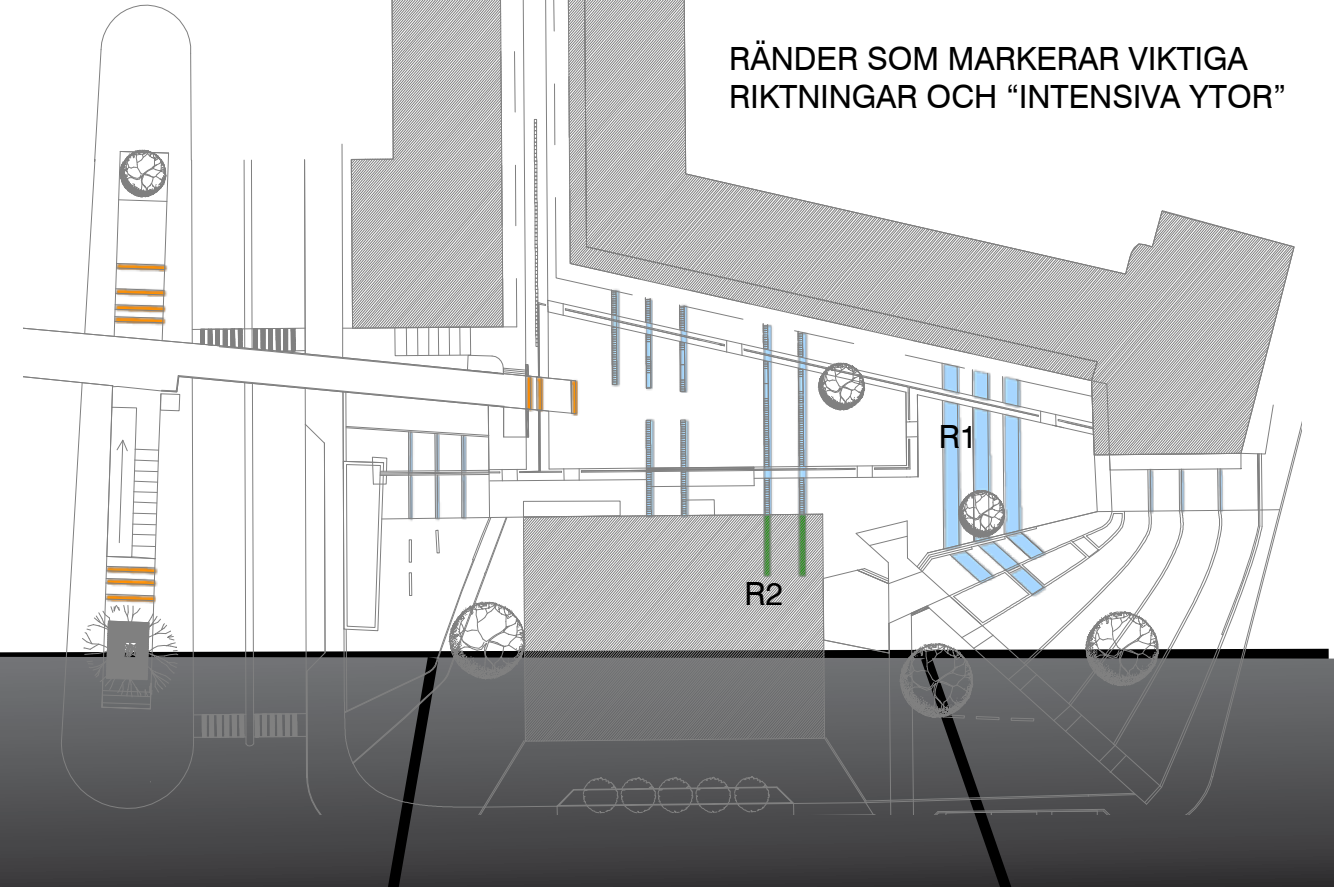 RÄNDER SOM MARKERAR VIKTIGA
RIKTNINGAR OCH “INTENSIVA YTOR”
R1
R2